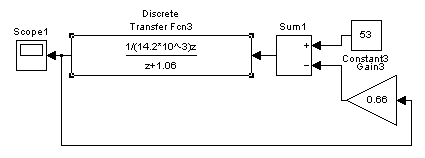 Discrete
Transfer Fcn3
Scope1
1/(14.2*10^-3)z
z+1.06
Sum1
+
−
53
Constant3
Gain3
0.66